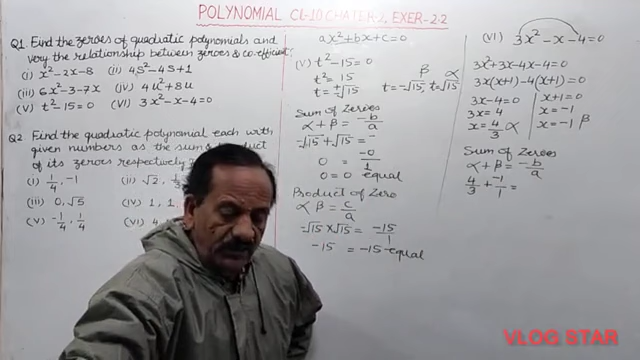 POLYNOMIAL CL-10 CHATER-2, EXER-2.2
Q1. Find the zeroes of quadratic polynomials and
very the relationship between zeroes & co-efficient:
(i) x²-2x-8 (ii) 4S²-4S+1
(iii) 6x²-3-7x (iv) 4u²+8u
(v) t²-15=0 (vi) 3x²-x-4=0
Q2. Find the quadratic polynomial each with
given numbers as the sum & product
of its zeroes respectively
(i) 1/4, -1 (ii) √2, 1/3
(iii) 0, √5 (iv) 1, 1
(v) -1/4, 1/4 (vi) 4
ax²+bx+c=0
(v) t²-15=0
t² = 15
t = ±√15
β α
t=-√15, t=√15
Sum of Zeroes
α+β = -b/a
-√15+√15 = -
0 = -0/1
0 = 0 equal
Product of Zero
αβ = c/a
-√15 x √15 = -15/1
-15 = -15 equal
(vi) 3x²-x-4=0
3x²+3x-4x-4=0
3x(x+1)-4(x+1)=0
3x-4=0
3x=4
x=4/3 α
x+1=0
x=-1
x=-1 β
Sum of Zeroes
α+β = -b/a
4/3 + -1/1 =
VLOG STAR